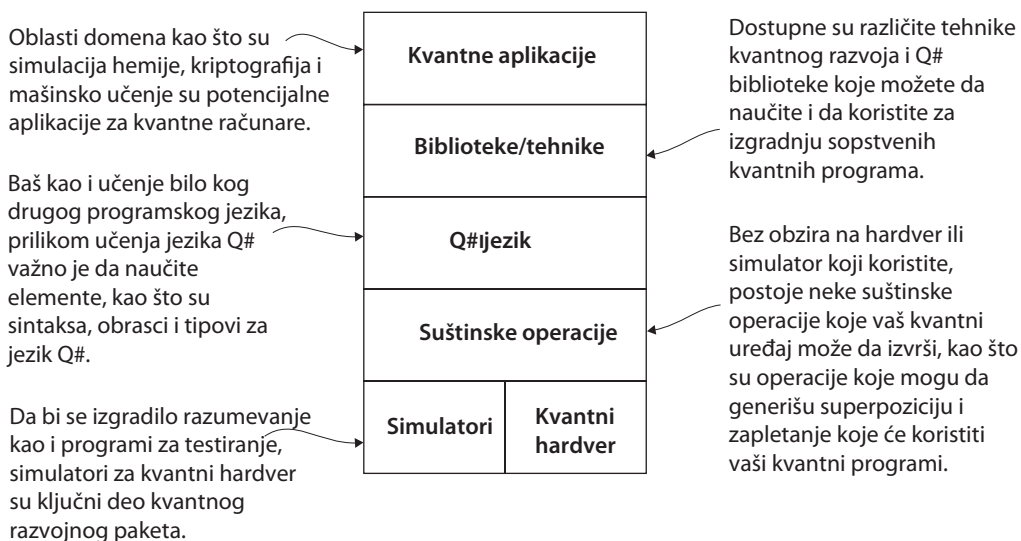 Oblasti domena kao što su
simulacija hemije, kriptografija i
mašinsko učenje su potencijalne
aplikacije za kvantne računare.
Baš kao i učenje bilo kog
drugog programskog jezika,
prilikom učenja jezika Q#
važno je da naučite
elemente, kao što su
sintaksa, obrasci i tipovi za
jezik Q#.
Da bi se izgradilo razumevanje
kao i programi za testiranje,
simulatori za kvantni hardver
su ključni deo kvantnog
razvojnog paketa.
Kvantne aplikacije
Biblioteke/tehnike
Q# jezik
Suštinske operacije
Simulatori
Kvantni
hardver
Dostupne su različite tehnike
kvantnog razvoja i Q#
biblioteke koje možete da
naučite i da koristite za
izgradnju sopstvenih
kvantnih programa.
Bez obzira na hardver ili
simulator koji koristite,
postoje neke suštinske
operacije koje vaš kvantni
uređaj može da izvrši, kao što
su operacije koje mogu da
generišu superpoziciju i
zapletanje koje će koristiti
vaši kvantni programi.